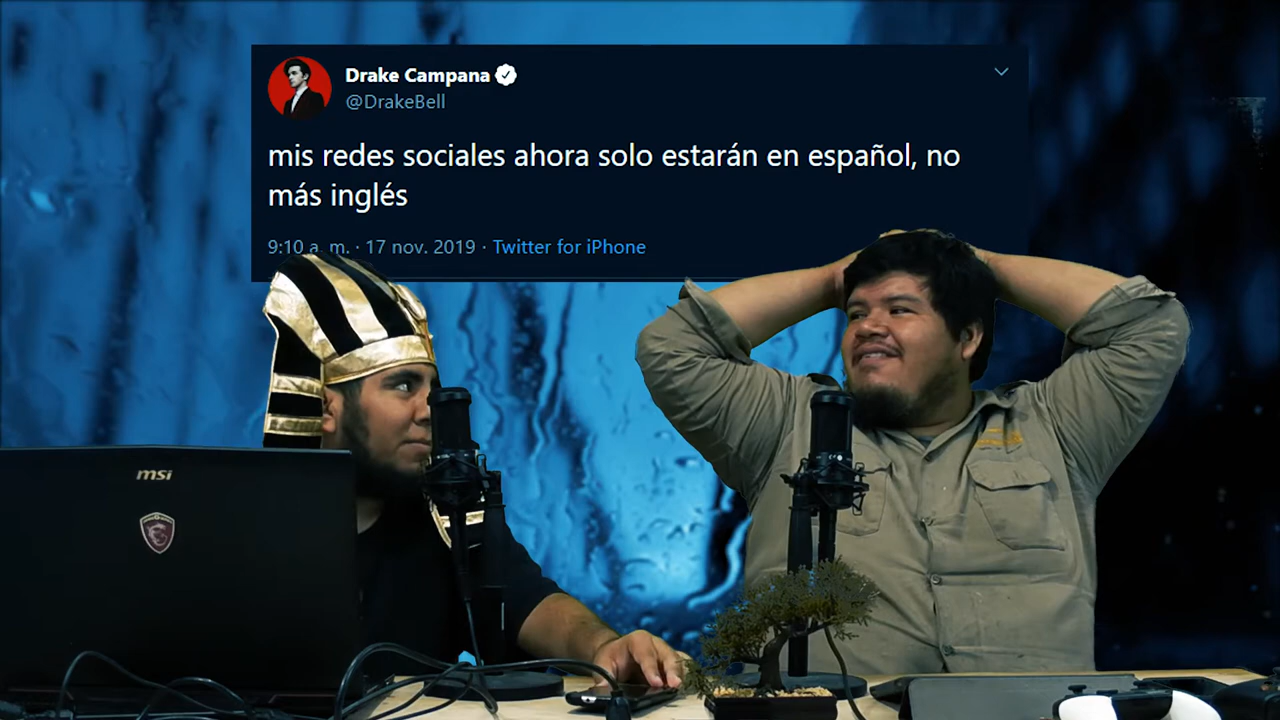 Drake Campana
@DrakeBell
mis redes sociales ahora solo estarán en español, no
más inglés
9:10 a. m. · 17 nov. 2019 · Twitter for iPhone
msi